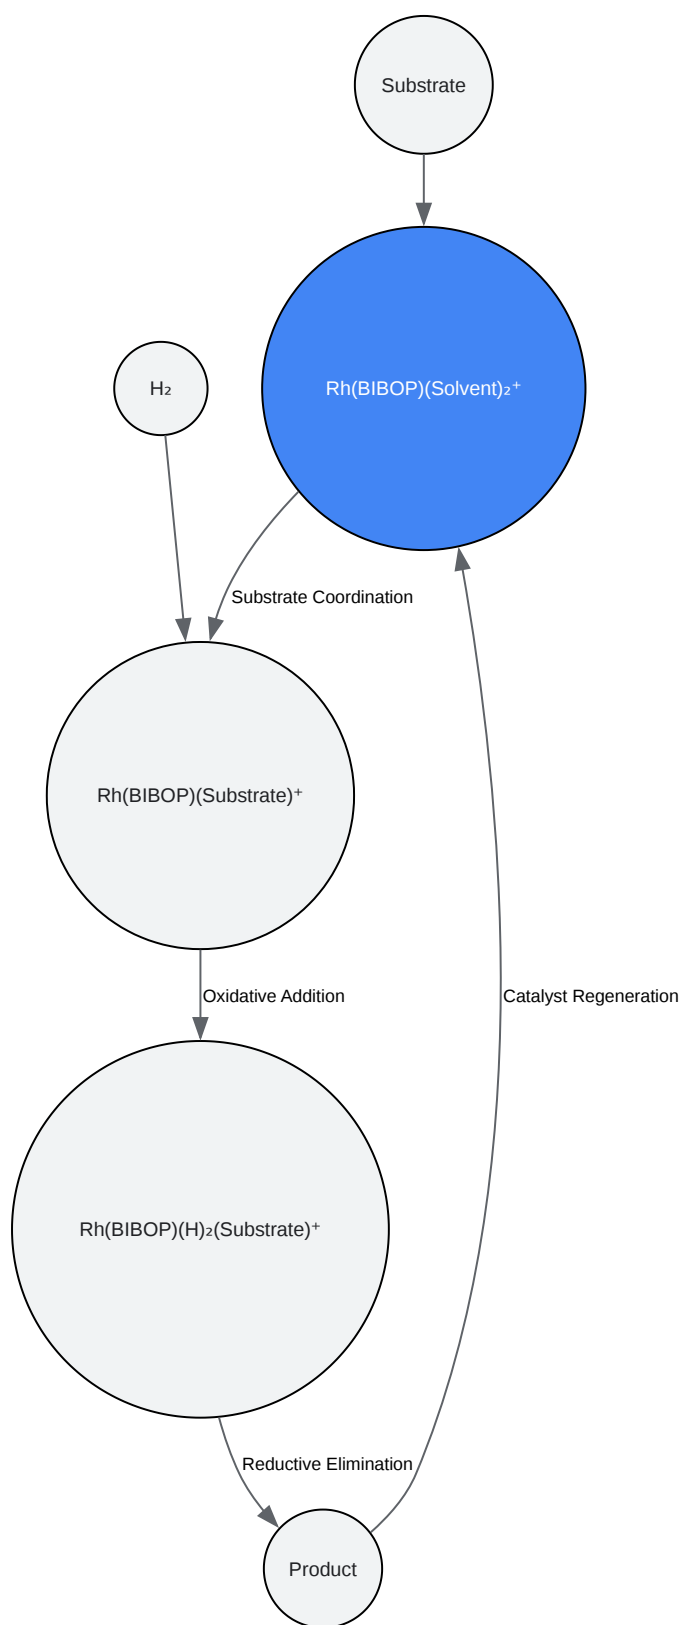 Substrate
Rh(BIBOP)(Solvent)₂⁺
H₂
Substrate Coordination
Rh(BIBOP)(Substrate)⁺
Oxidative Addition
Catalyst Regeneration
Rh(BIBOP)(H)₂(Substrate)⁺
Reductive Elimination
Product